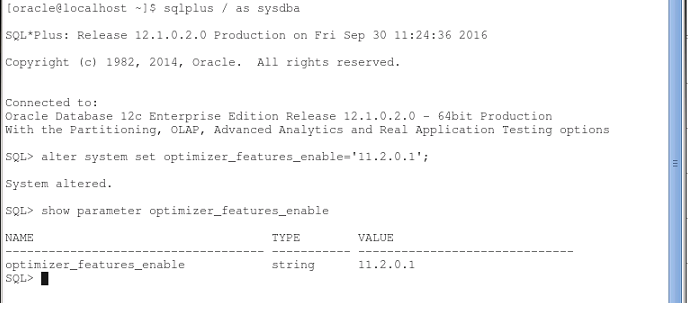 [oracle@localhost ~]$ sqlplus / as sysdba
SQL*Plus: Release 12.1.0.2.0 Production on Fri Sep 30 11:24:36 2016
Copyright (c) 1982, 2014, Oracle.  All rights reserved.
Connected to:
Oracle Database 12c Enterprise Edition Release 12.1.0.2.0 - 64bit Production
With the Partitioning, OLAP, Advanced Analytics and Real Application Testing options
SQL> alter system set optimizer_features_enable='11.2.0.1';
System altered.
SQL> show parameter optimizer_features_enable
NAME                                 TYPE        VALUE
------------------------------------ ----------- ------------------------------
optimizer_features_enable            string      11.2.0.1
SQL>